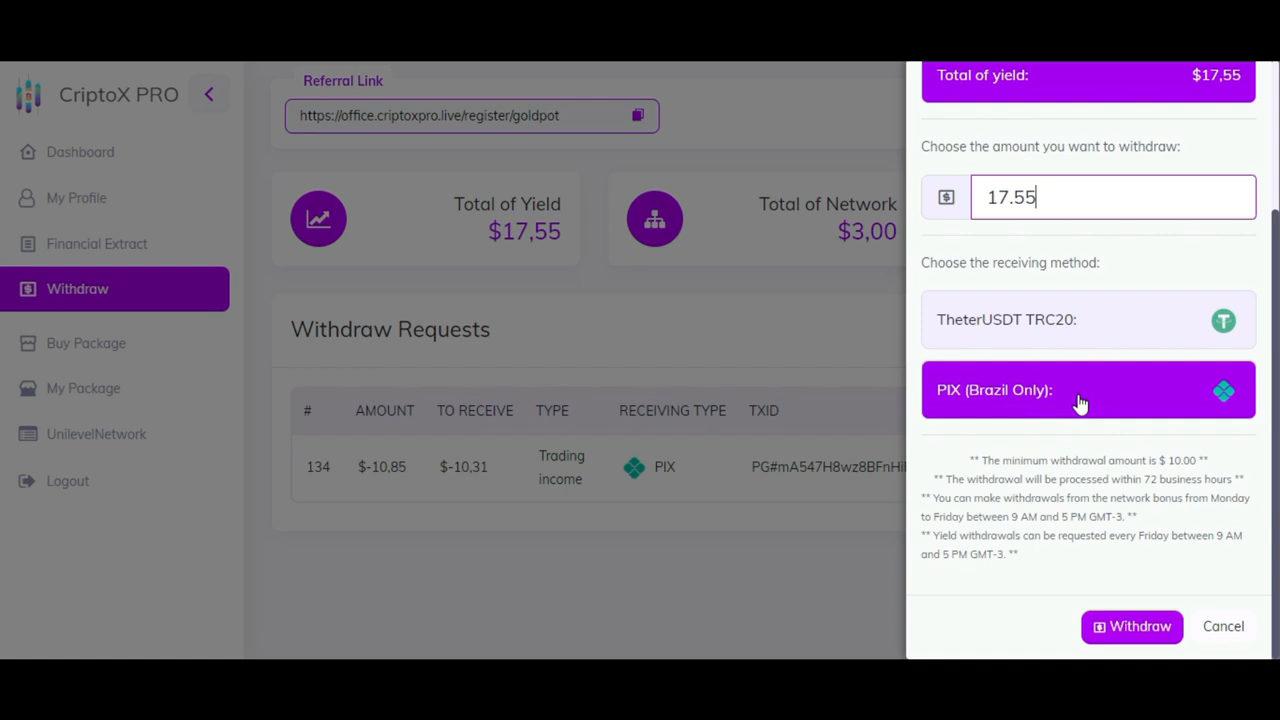 CriptoX PRO
Dashboard
My Profile
Financial Extract
Withdraw
Buy Package
My Package
UnilevelNetwork
Logout
Referral Link
https://office.criptoxpro.live/register/goldpot
Total of Yield
$17,55
Total of Network
$3,00
Withdraw Requests
# AMOUNT TO RECEIVE TYPE RECEIVING TYPE TXID
134 $-10,85 $-10,31 Trading income PIX
Total of yield: $17,55
Choose the amount you want to withdraw:
17.55
Choose the receiving method:
TheterUSDT TRC20:
PIX (Brazil Only):
** The minimum withdrawal amount is $ 10.00 **
** The withdrawal will be processed within 72 business hours **
** You can make withdrawals from the network bonus from Monday
to Friday between 9 AM and 5 PM GMT-3. **
** Yield withdrawals can be requested every Friday between 9 AM
and 5 PM GMT-3. **
Withdraw Cancel